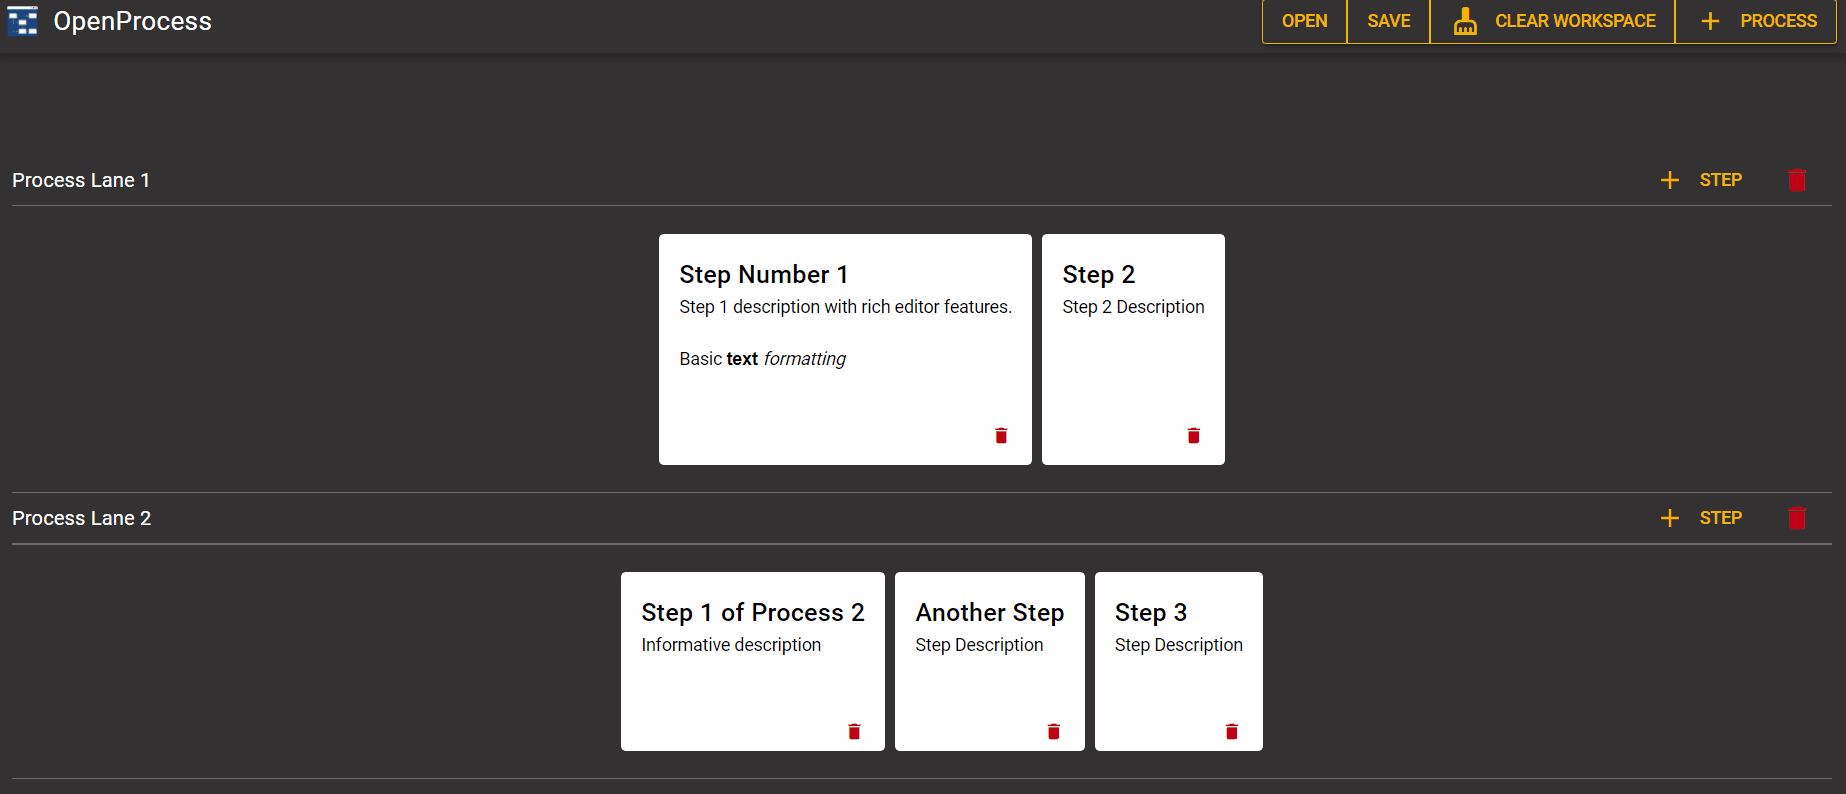 OpenProcess
OPEN SAVE CLEAR WORKSPACE PROCESS
Process Lane 1
STEP
Step Number 1
Step 1 description with rich editor features.
Basic text formatting
Step 2
Step 2 Description
Process Lane 2
STEP
Step 1 of Process 2
Informative description
Another Step
Step Description
Step 3
Step Description